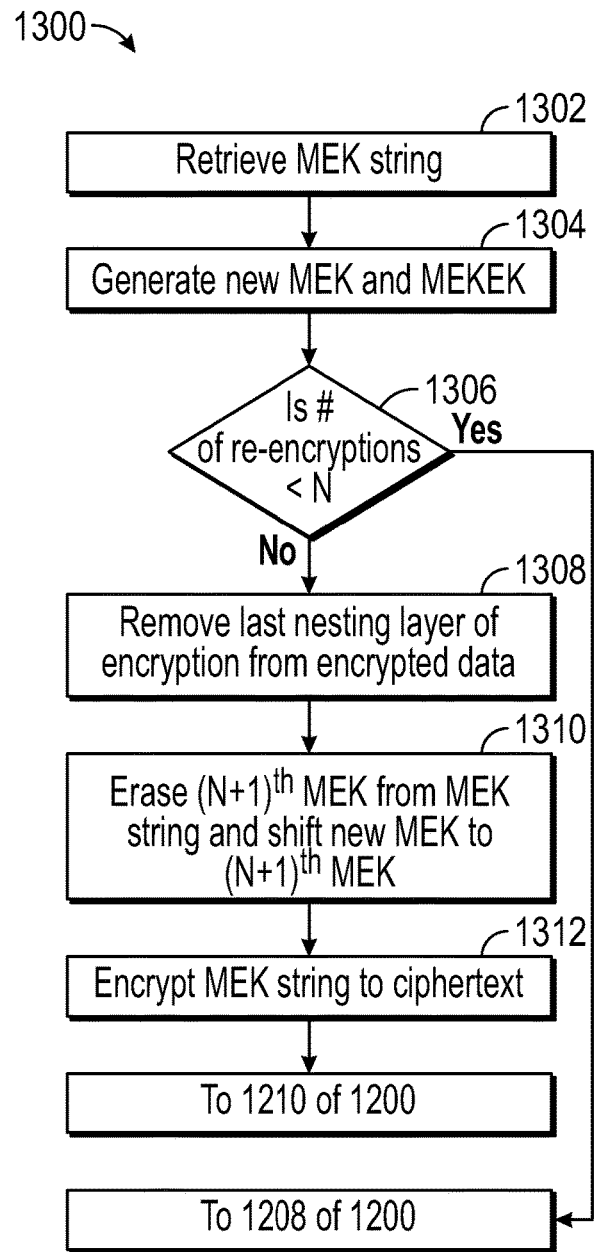 1300
1302
Retrieve MEK string
1304
Generate new MEK and MEKEK
1306
Is #
of re-encryptions
< N
Yes
No
1308
Remove last nesting layer of
encryption from encrypted data
1310
Erase (N+1)th MEK from MEK
string and shift new MEK to
(N+1)th MEK
1312
Encrypt MEK string to ciphertext
To 1210 of 1200
To 1208 of 1200